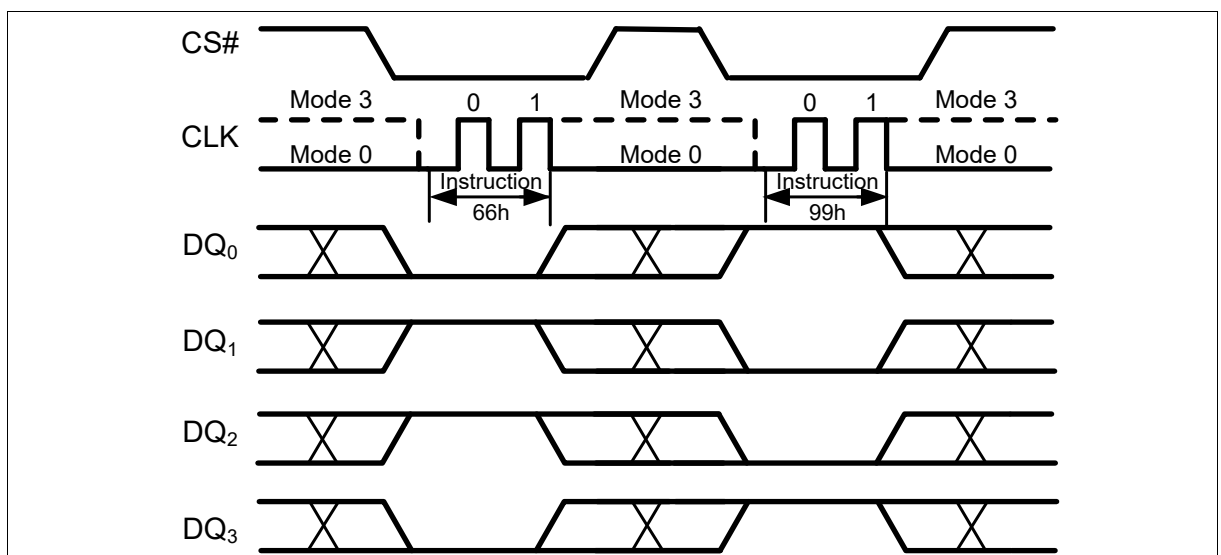 CS#
Mode 3 0 1 Mode 3 0 1 Mode 3
CLK
Mode 0 Mode 0 Mode 0
Instruction Instruction
66h 99h
DQ₀
DQ₁
DQ₂
DQ₃